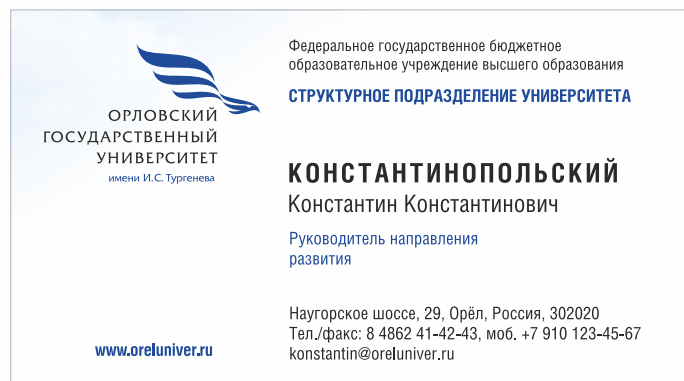 ОРЛОВСКИЙ
ГОСУДАРСТВЕННЫЙ
УНИВЕРСИТЕТ
имени И.С. Тургенева
www.oreluniver.ru
Федеральное государственное бюджетное
образовательное учреждение высшего образования
СТРУКТУРНОЕ ПОДРАЗДЕЛЕНИЕ УНИВЕРСИТЕТА
КОНСТАНТИНОПОЛЬСКИЙ
Константин Константинович
Руководитель направления
развития
Наугорское шоссе, 29, Орёл, Россия, 302020
Тел./факс: 8 4862 41-42-43, моб. +7 910 123-45-67
konstantin@oreluniver.ru